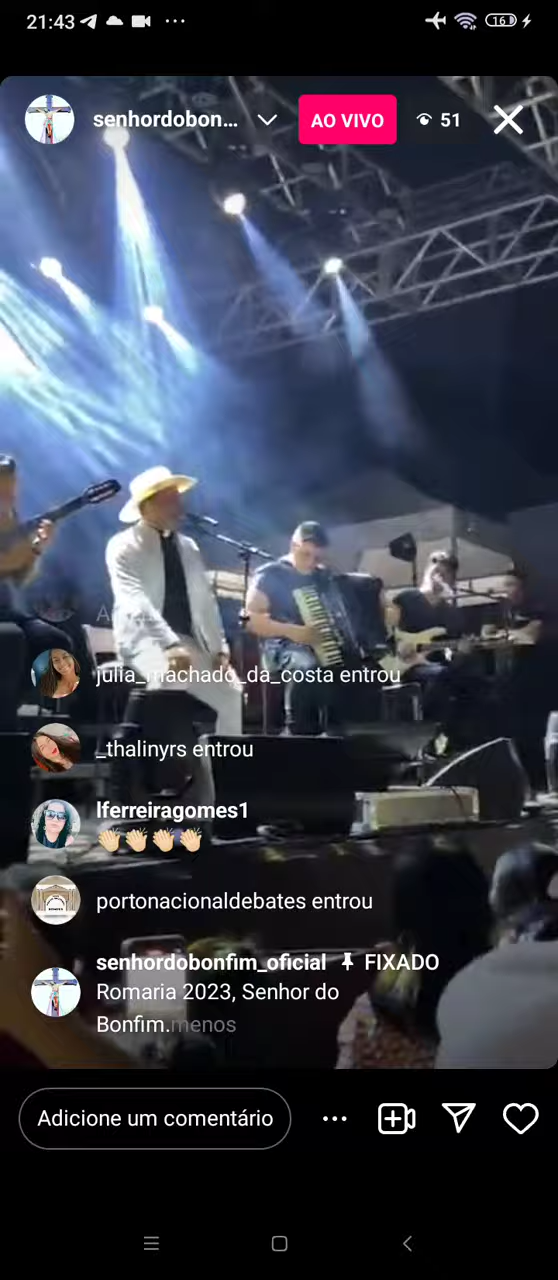 21:43
16
senhordobon...
AO VIVO
51
julia_machado_da_costa entrou
_thalinyrs entrou
lferreiragomes1
👏🏻👏🏻👏🏻👏🏻
portonacionaldebates entrou
senhordobonfim_oficial FIXADO
Romaria 2023, Senhor do
Bonfim.menos
Adicione um comentário